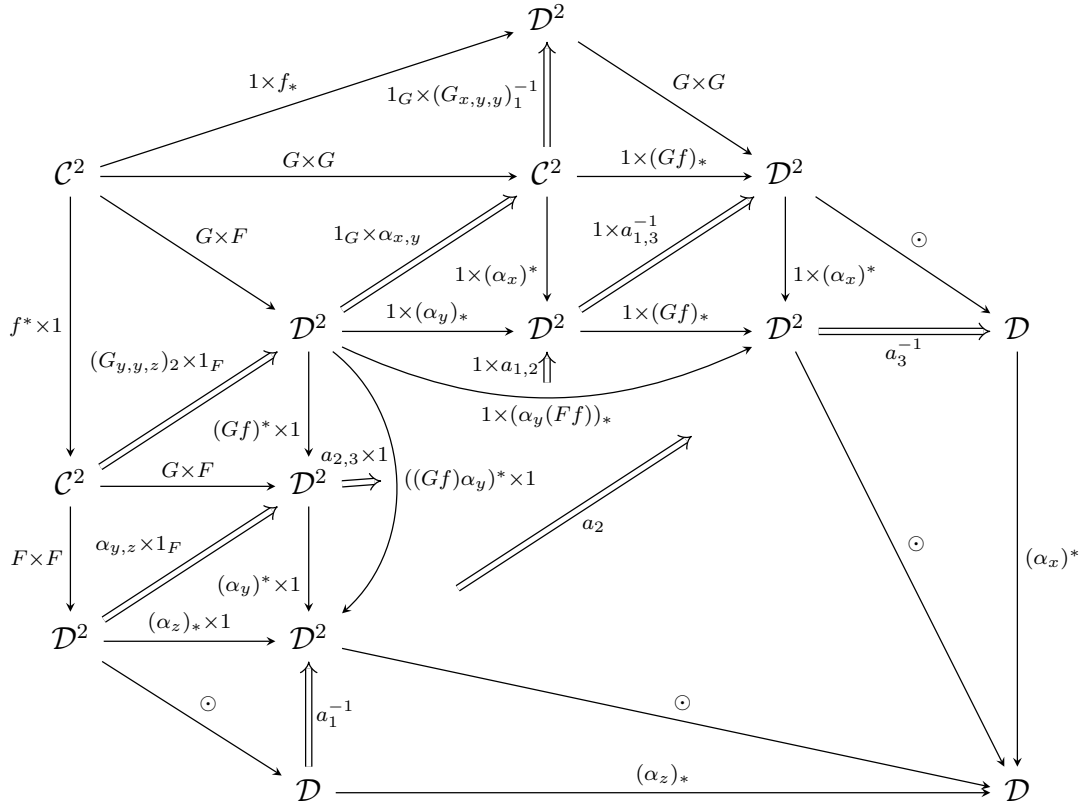 𝒟²
1×f_*
1_G×(G_{x,y,y})_1^{-1}
G×G
𝒞²
G×G
𝒞²
1×(Gf)_*
𝒟²
G×F
1_G×α_{x,y}
1×a_{1,3}^{-1}
⊙
1×(α_x)^*
1×(α_x)^*
f^*×1
𝒟²
1×(α_y)_*
𝒟²
1×(Gf)_*
𝒟²
a_3^{-1}
𝒟
(G_{y,y,z})_2×1_F
1×a_{1,2}
1×(α_y(Ff))_*
(Gf)^*×1
a_{2,3}×1
((Gf)α_y)^*×1
𝒞²
G×F
𝒟²
a_2
⊙
F×F
α_{y,z}×1_F
(α_y)^*×1
(α_x)^*
𝒟²
(α_z)_*×1
𝒟²
⊙
a_1^{-1}
⊙
𝒟
(α_z)_*
𝒟